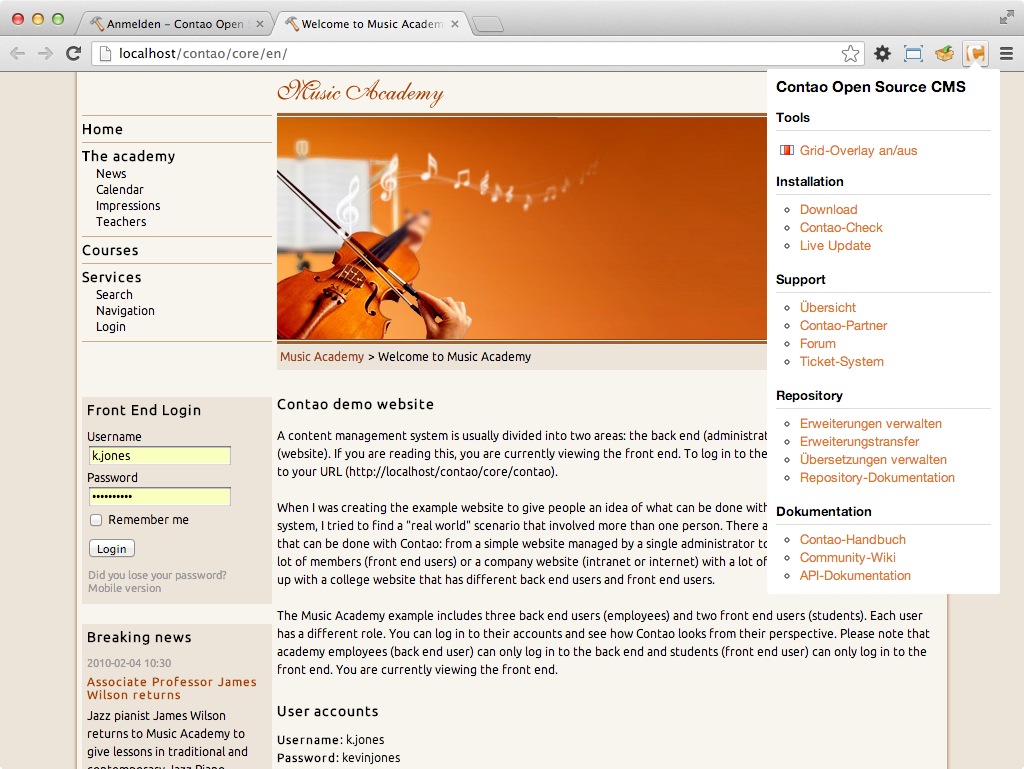 Anmelden – Contao Open
Welcome to Music Academ
localhost/contao/core/en/
Music Academy
Home
The academy
News
Calendar
Impressions
Teachers
Courses
Services
Search
Navigation
Login
Music Academy > Welcome to Music Academy
Front End Login
Username
k.jones
Password
••••••••••
Remember me
Login
Did you lose your password?
Mobile version
Breaking news
2010-02-04 10:30
Associate Professor James
Wilson returns
Jazz pianist James Wilson
returns to Music Academy to
give lessons in traditional and
contemporary Jazz Piano
Contao demo website
A content management system is usually divided into two areas: the back end (administrat
(website). If you are reading this, you are currently viewing the front end. To log in to the
to your URL (http://localhost/contao/core/contao).
When I was creating the example website to give people an idea of what can be done with
system, I tried to find a "real world" scenario that involved more than one person. There a
that can be done with Contao: from a simple website managed by a single administrator to
lot of members (front end users) or a company website (intranet or internet) with a lot of
up with a college website that has different back end users and front end users.
The Music Academy example includes three back end users (employees) and two front end users (students). Each user
has a different role. You can log in to their accounts and see how Contao looks from their perspective. Please note that
academy employees (back end user) can only log in to the back end and students (front end user) can only log in to the
front end. You are currently viewing the front end.
User accounts
Username: k.jones
Password: kevinjones
Contao Open Source CMS
Tools
Grid-Overlay an/aus
Installation
Download
Contao-Check
Live Update
Support
Übersicht
Contao-Partner
Forum
Ticket-System
Repository
Erweiterungen verwalten
Erweiterungstransfer
Übersetzungen verwalten
Repository-Dokumentation
Dokumentation
Contao-Handbuch
Community-Wiki
API-Dokumentation